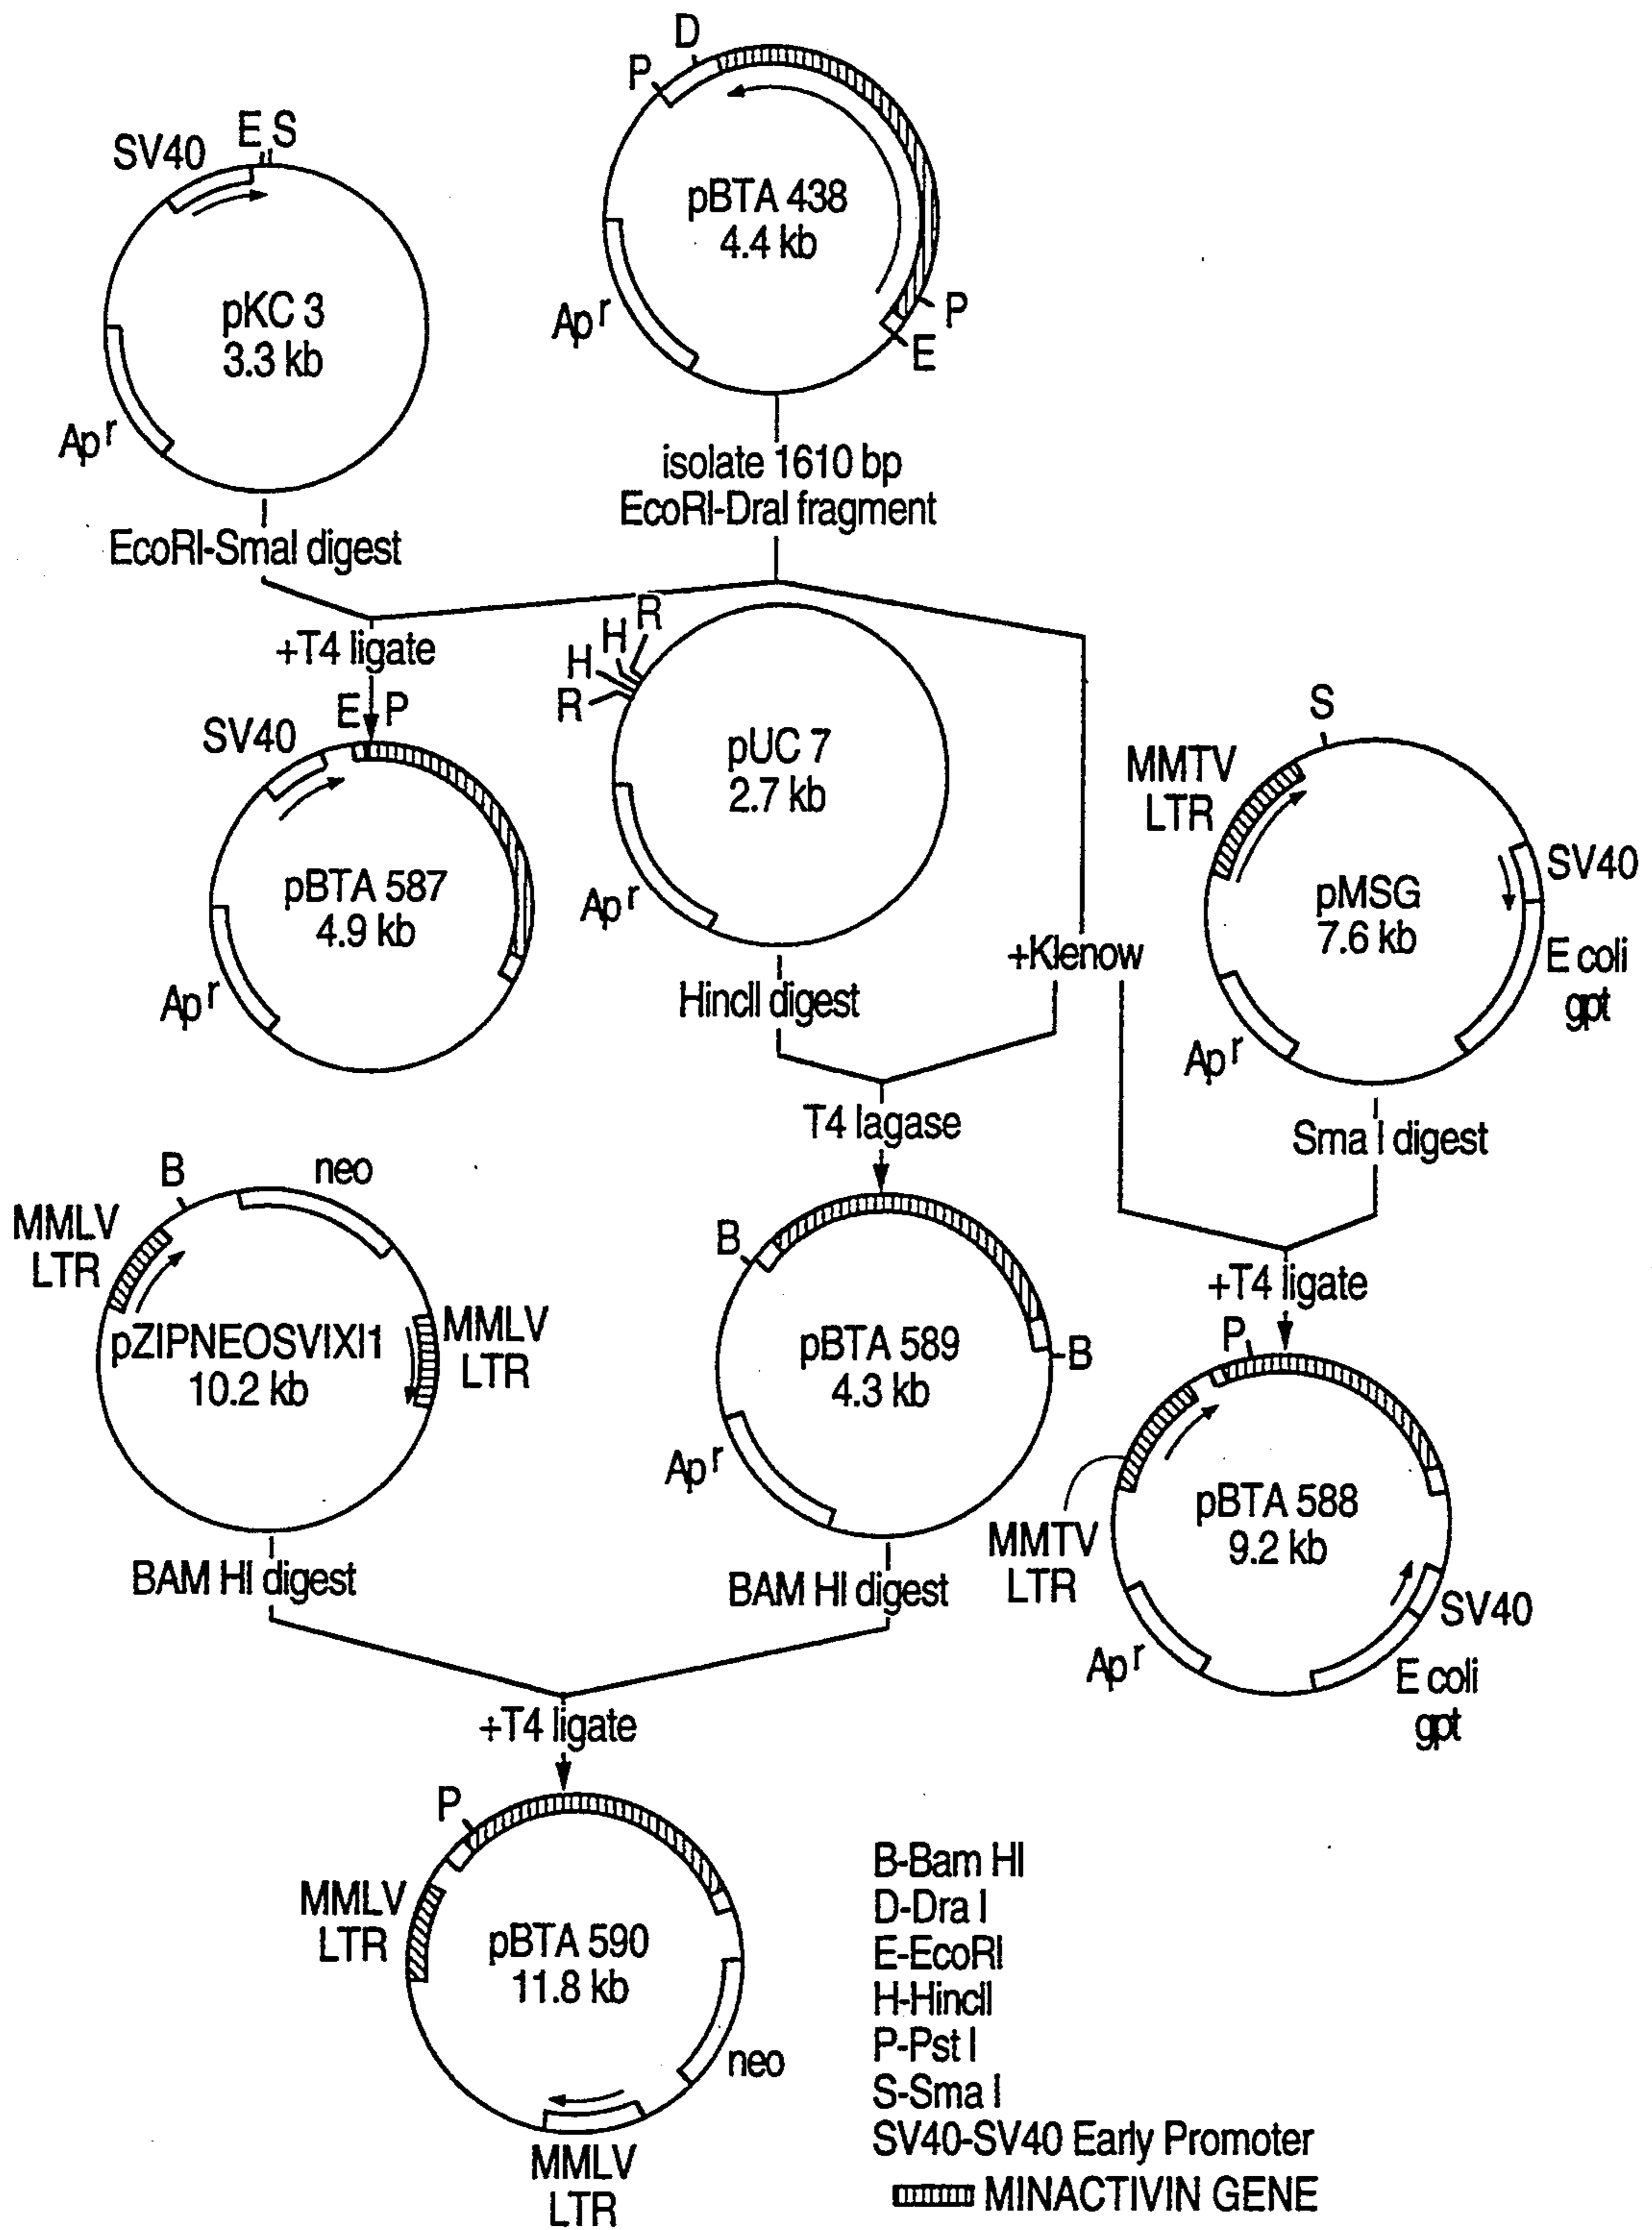 D
P
pBTA 438
4.4 kb
Ap r
P
E
E S
SV40
pKC 3
3.3 kb
Ap r
isolate 1610 bp
EcoRI-DraI fragment
EcoRI-SmaI digest
+T4 ligate
R
H
H
R
pUC 7
2.7 kb
Ap r
HincII digest
E P
SV40
pBTA 587
4.9 kb
Ap r
+Klenow
S
MMTV
LTR
pMSG
7.6 kb
SV40
E coli
gpt
Ap r
Sma I digest
T4 lagase
+T4 ligate
B
neo
MMLV
LTR
pZIPNEOSVIXI1
10.2 kb
MMLV
LTR
BAM HI digest
B
pBTA 589
4.3 kb
B
Ap r
BAM HI digest
P
pBTA 588
9.2 kb
MMTV
LTR
SV40
Ap r
E coli
gpt
+T4 ligate
P
MMLV
LTR
pBTA 590
11.8 kb
neo
MMLV
LTR
B-Bam HI
D-Dra I
E-EcoRI
H-HincII
P-Pst I
S-Sma I
SV40-SV40 Early Promoter
MINACTIVIN GENE